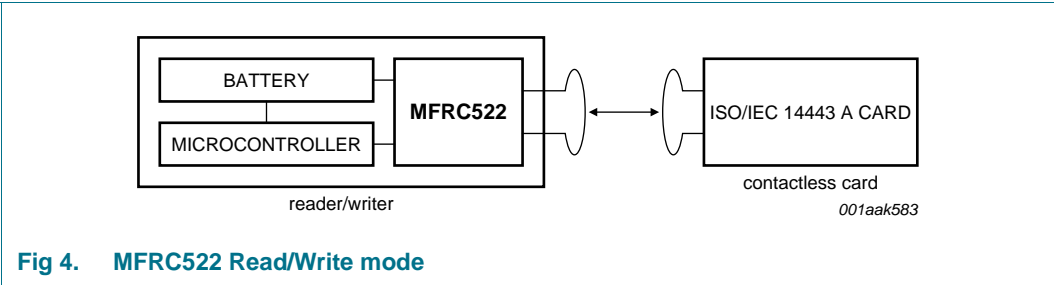 BATTERY
MFRC522
MICROCONTROLLER
ISO/IEC 14443 A CARD
reader/writer
contactless card
001aak583
Fig 4. MFRC522 Read/Write mode